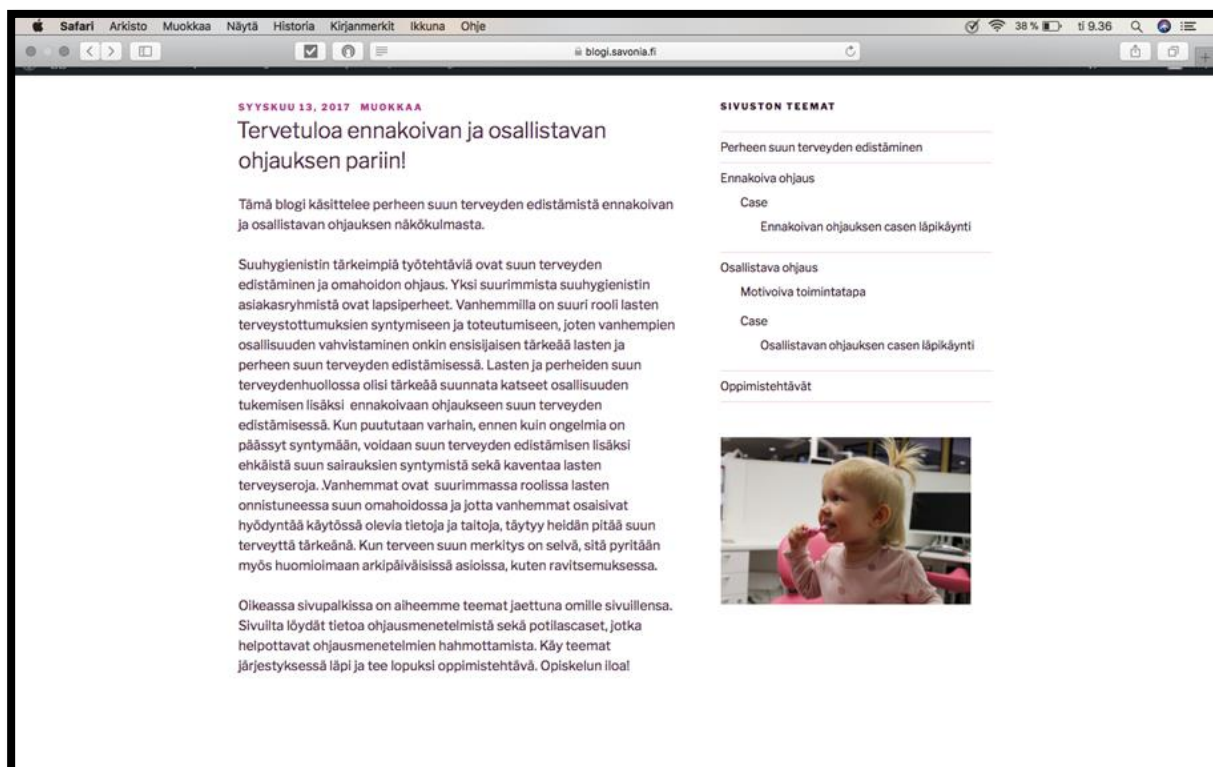 Safari Arkisto Muokkaa Näytä Historia Kirjanmerkit Ikkuna Ohje 38 % ti 9.36
blogi.savonia.fi
SYYSKUU 13, 2017 MUOKKAA
Tervetuloa ennakoivan ja osallistavan
ohjauksen pariin!
Tämä blogi käsittelee perheen suun terveyden edistämistä ennakoivan
ja osallistavan ohjauksen näkökulmasta.
Suuhygienistin tärkeimpiä työtehtäviä ovat suun terveyden
edistäminen ja omahoidon ohjaus. Yksi suurimmista suuhygienistin
asiakasryhmistä ovat lapsiperheet. Vanhemmilla on suuri rooli lasten
terveystottumuksien syntymiseen ja toteutumiseen, joten vanhempien
osallisuuden vahvistaminen onkin ensisijaisen tärkeää lasten ja
perheen suun terveyden edistämisessä. Lasten ja perheiden suun
terveydenhuollossa olisi tärkeää suunnata katseet osallisuuden
tukemisen lisäksi ennakoivaan ohjaukseen suun terveyden
edistämisessä. Kun puututaan varhain, ennen kuin ongelmia on
päässyt syntymään, voidaan suun terveyden edistämisen lisäksi
ehkäistä suun sairauksien syntymistä sekä kaventaa lasten
terveyseroja. .Vanhemmat ovat suurimmassa roolissa lasten
onnistuneessa suun omahoidossa ja jotta vanhemmat osaisivat
hyödyntää käytössä olevia tietoja ja taitoja, täytyy heidän pitää suun
terveyttä tärkeänä. Kun terveen suun merkitys on selvä, sitä pyritään
myös huomioimaan arkipäiväisissä asioissa, kuten ravitsemuksessa.
Oikeassa sivupalkissa on aiheemme teemat jaettuna omille sivuillensa.
Sivuilta löydät tietoa ohjausmenetelmistä sekä potilascaset, jotka
helpottavat ohjausmenetelmien hahmottamista. Käy teemat
järjestyksessä läpi ja tee lopuksi oppimistehtävä. Opiskelun iloa!
SIVUSTON TEEMAT
Perheen suun terveyden edistäminen
Ennakoiva ohjaus
Case
Ennakoivan ohjauksen casen läpikäynti
Osallistava ohjaus
Motivoiva toimintatapa
Case
Osallistavan ohjauksen casen läpikäynti
Oppimistehtävät